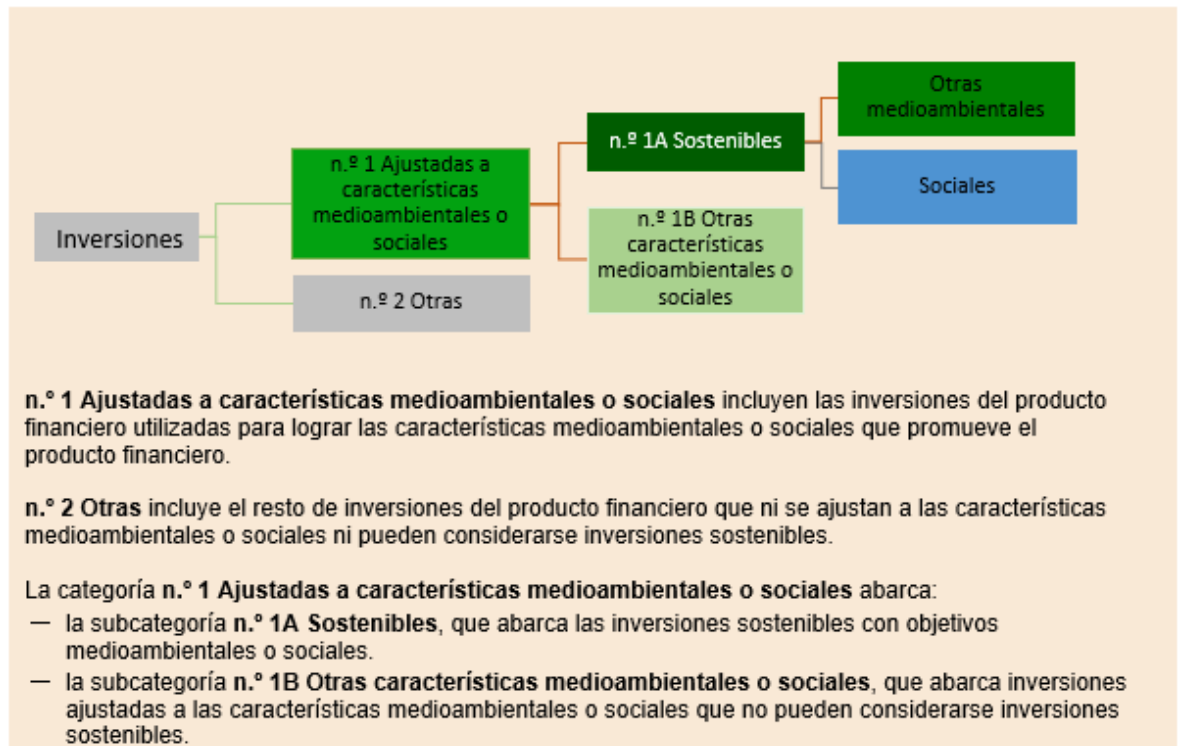 Otras
medioambientales
n.º 1A Sostenibles
n.º 1 Ajustadas a
características
medioambientales o
sociales
Sociales
Inversiones
n.º 1B Otras
características
medioambientales o
sociales
n.º 2 Otras
n.° 1 Ajustadas a características medioambientales o sociales incluyen las inversiones del producto
financiero utilizadas para lograr las características medioambientales o sociales que promueve el
producto financiero.
n.° 2 Otras incluye el resto de inversiones del producto financiero que ni se ajustan a las características
medioambientales o sociales ni pueden considerarse inversiones sostenibles.
La categoría n.° 1 Ajustadas a características medioambientales o sociales abarca:
— la subcategoría n.° 1A Sostenibles, que abarca las inversiones sostenibles con objetivos
medioambientales o sociales.
— la subcategoría n.° 1B Otras características medioambientales o sociales, que abarca inversiones
ajustadas a las características medioambientales o sociales que no pueden considerarse inversiones
sostenibles.